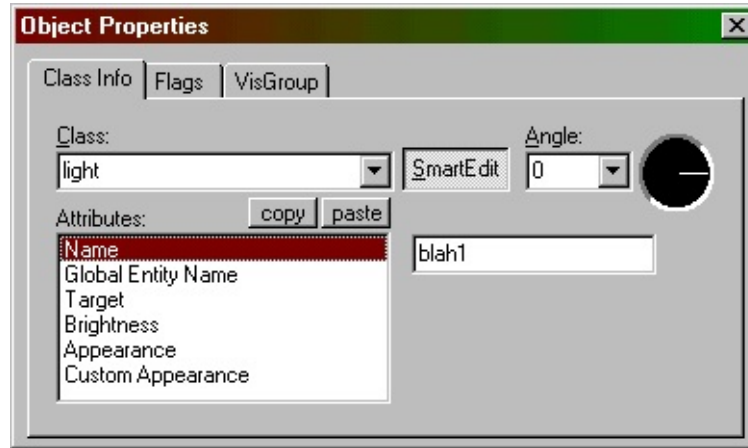 Object Properties
Class Info Flags VisGroup
Class: Angle:
light SmartEdit 0
Attributes: copy paste
Name blah1
Global Entity Name
Target
Brightness
Appearance
Custom Appearance